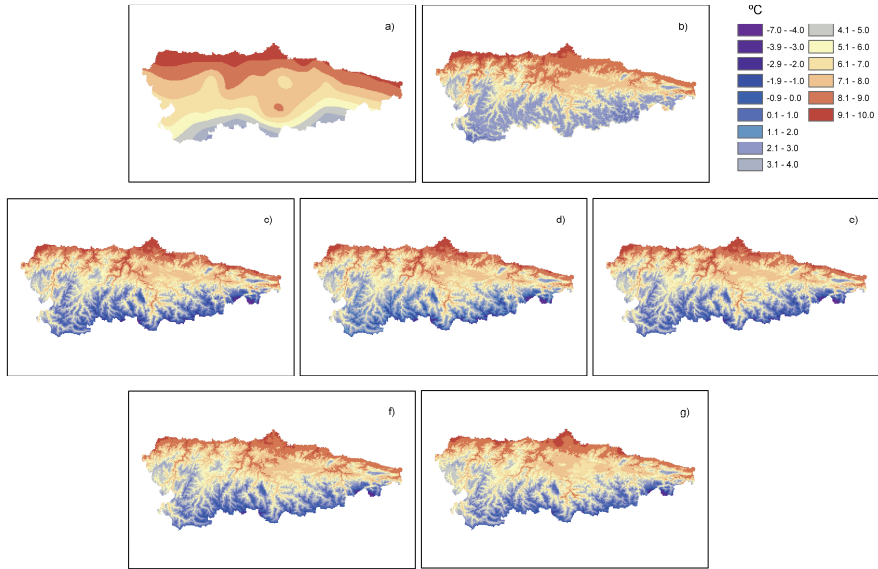 ºC
a)
b)
-7.0 - -4.0
-3.9 - -3.0
-2.9 - -2.0
-1.9 - -1.0
-0.9 - 0.0
0.1 - 1.0
1.1 - 2.0
2.1 - 3.0
3.1 - 4.0
4.1 - 5.0
5.1 - 6.0
6.1 - 7.0
7.1 - 8.0
8.1 - 9.0
9.1 - 10.0
c)
d)
e)
f)
g)